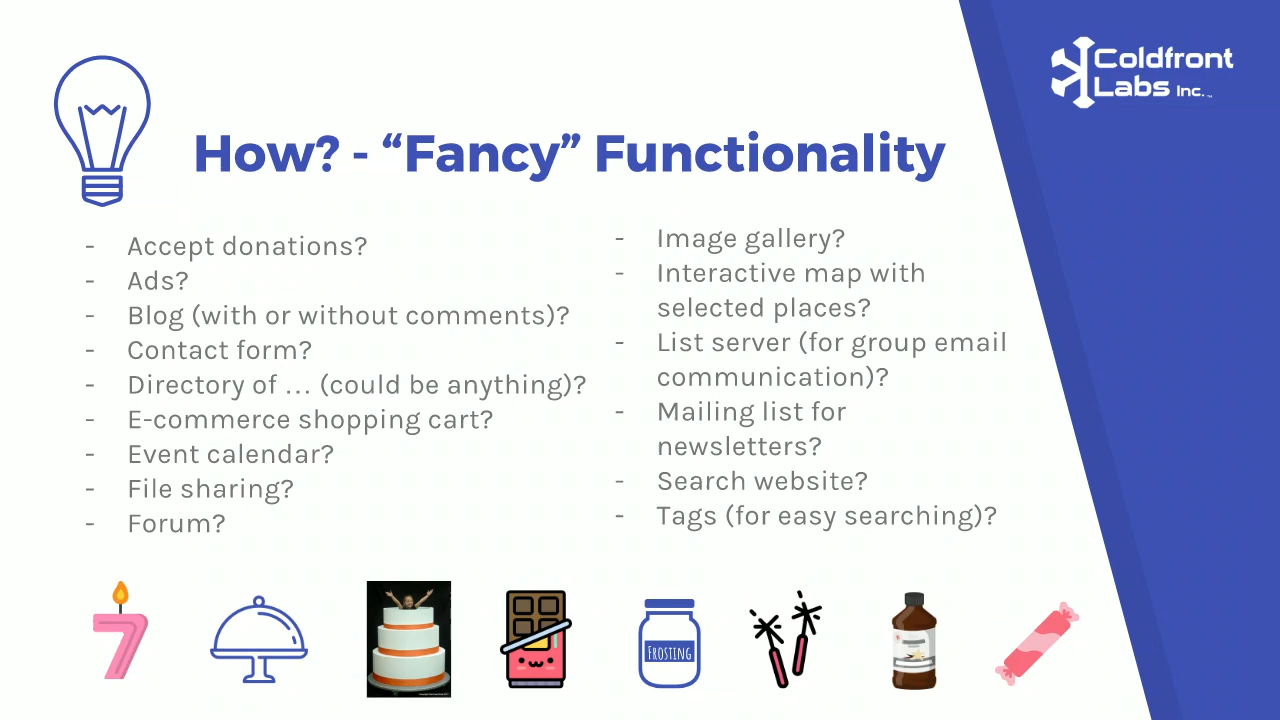 Coldfront
Labs Inc.™
How? - “Fancy” Functionality
- Accept donations?
- Ads?
- Blog (with or without comments)?
- Contact form?
- Directory of … (could be anything)?
- E-commerce shopping cart?
- Event calendar?
- File sharing?
- Forum?
- Image gallery?
- Interactive map with
selected places?
- List server (for group email
communication)?
- Mailing list for
newsletters?
- Search website?
- Tags (for easy searching)?
7
FROSTING